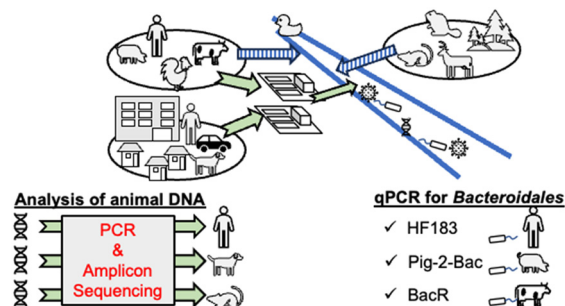 Analysis of animal DNA
PCR
&
Amplicon
Sequencing
qPCR for Bacteroidales
✓ HF183
✓ Pig-2-Bac
✓ BacR